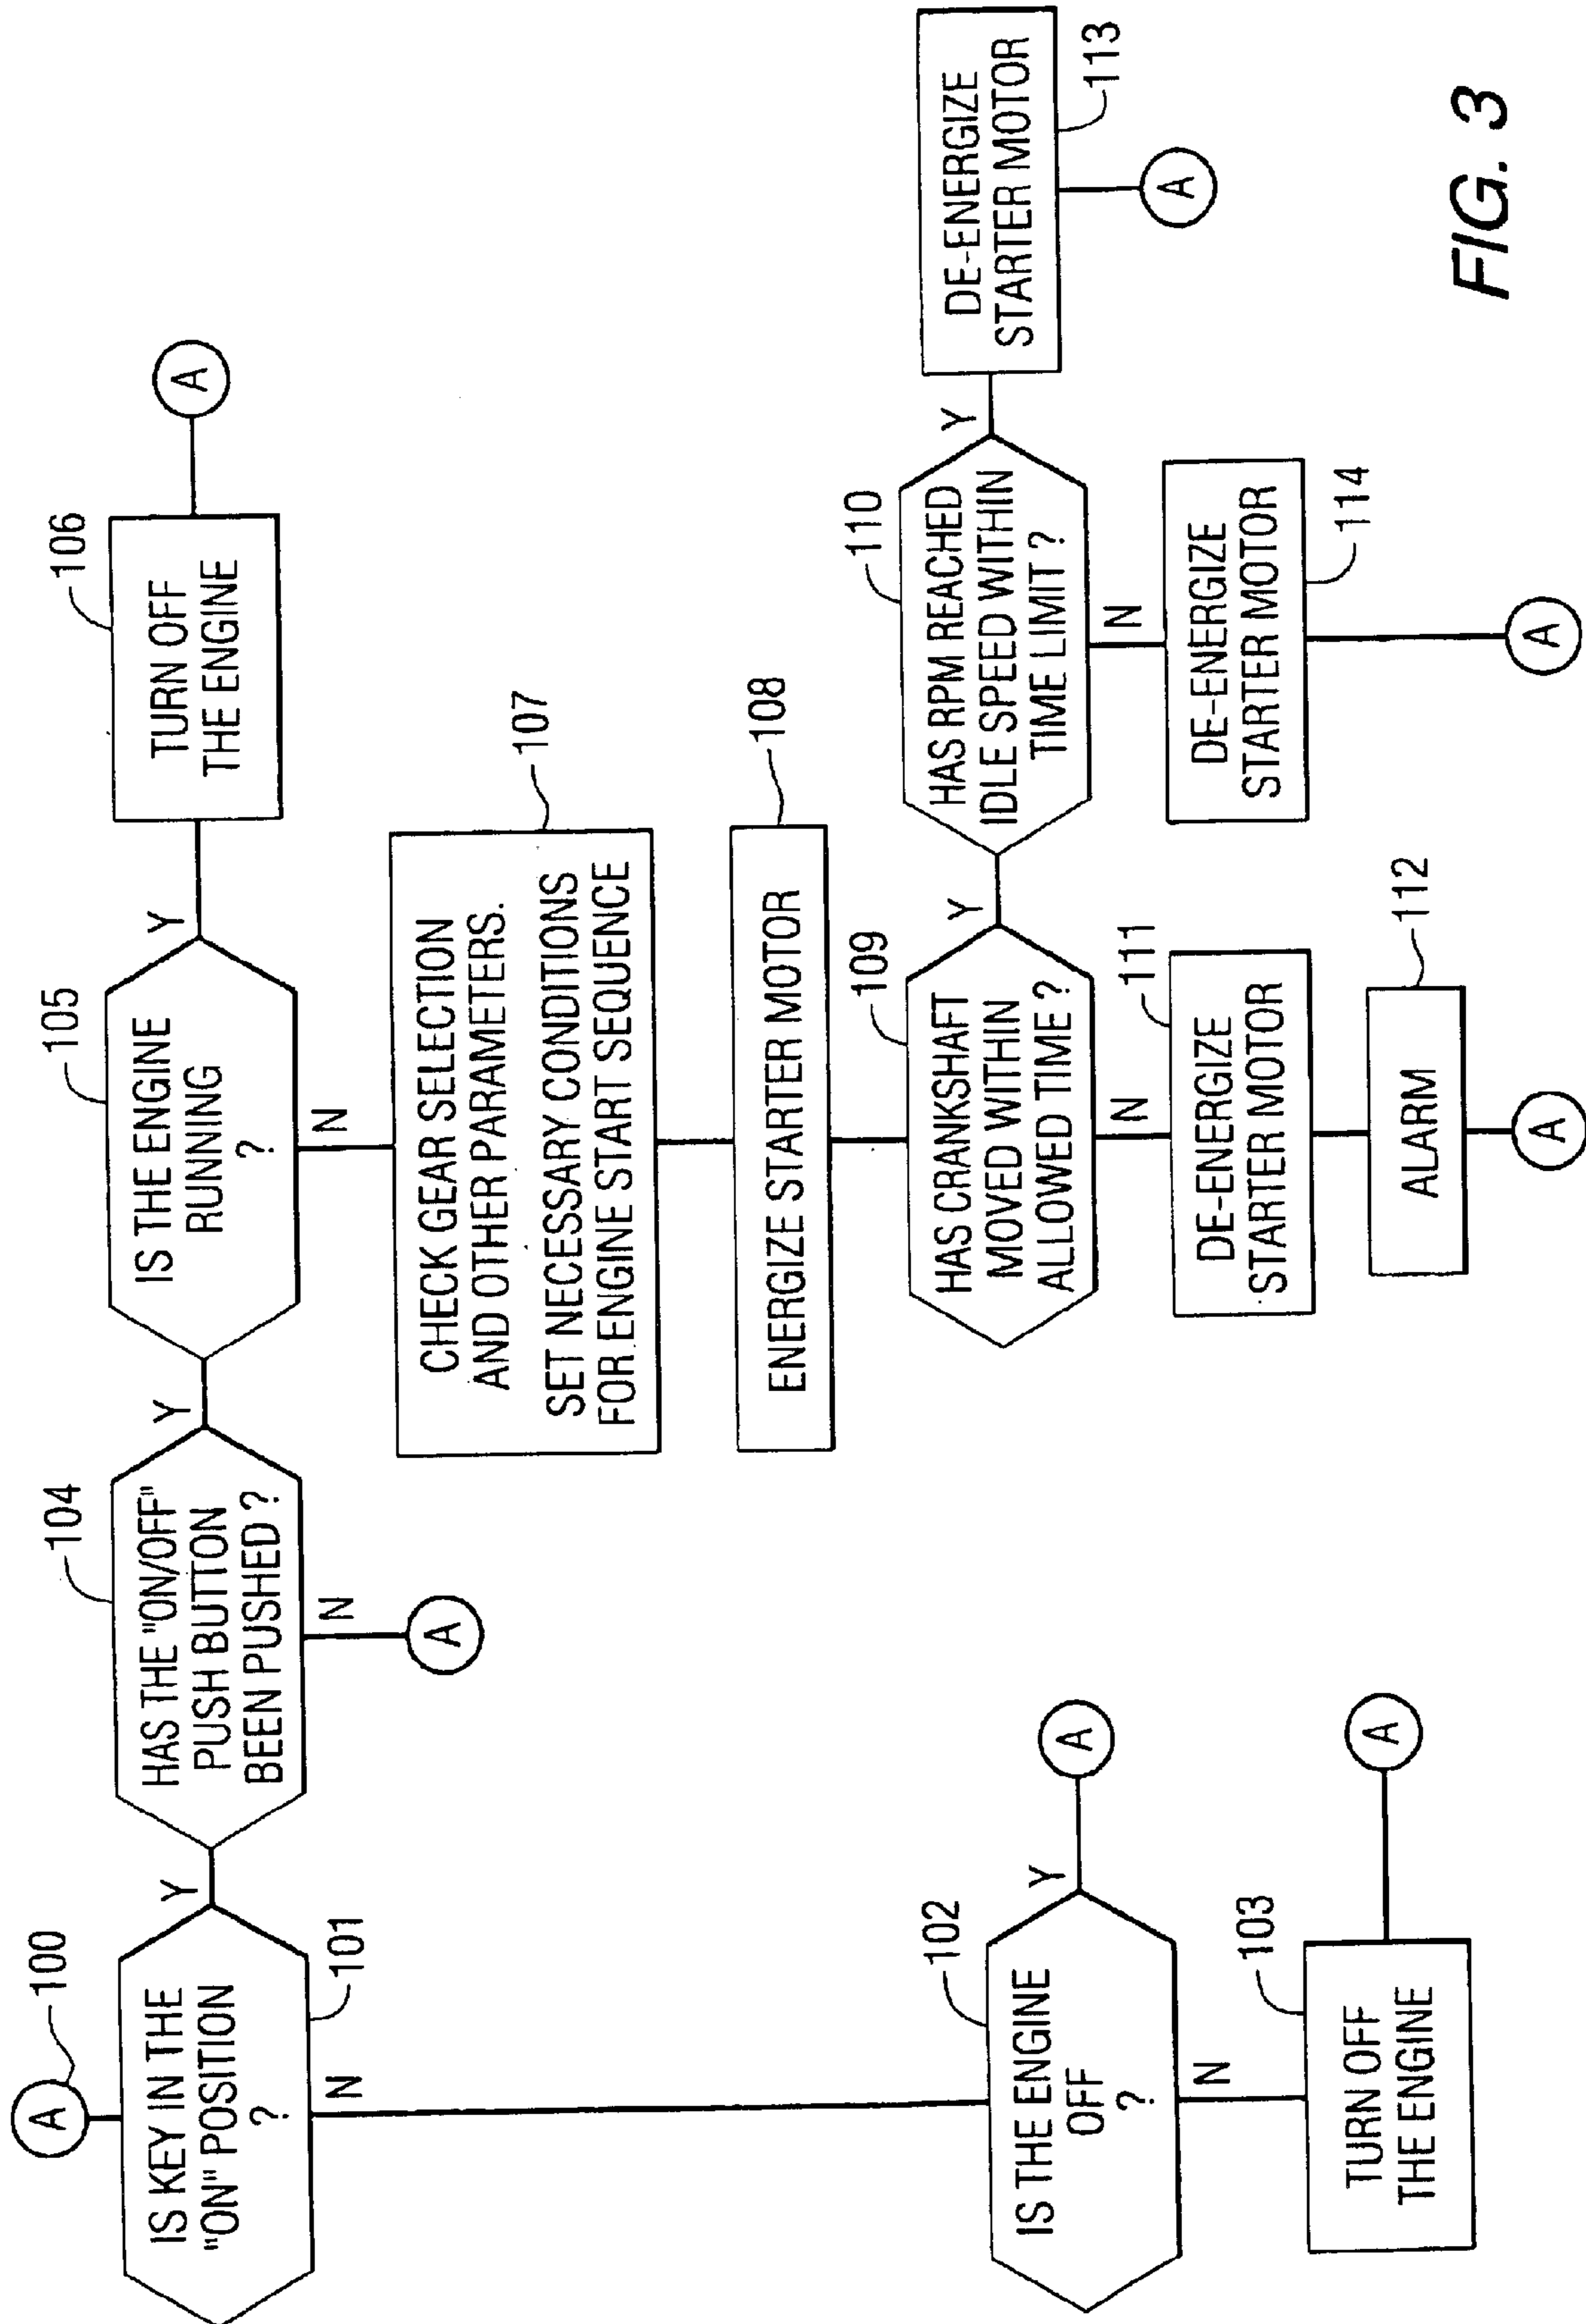 A
100
IS KEY IN THE
"ON" POSITION
?
101
Y
N
HAS THE "ON/OFF"
PUSH BUTTON
BEEN PUSHED ?
104
Y
N
A
IS THE ENGINE
RUNNING
?
105
Y
N
TURN OFF
THE ENGINE
106
A
CHECK GEAR SELECTION
AND OTHER PARAMETERS.
SET NECESSARY CONDITIONS
FOR ENGINE START SEQUENCE
107
ENERGIZE STARTER MOTOR
108
IS THE ENGINE
OFF
?
102
Y
N
A
TURN OFF
THE ENGINE
103
A
HAS CRANKSHAFT
MOVED WITHIN
ALLOWED TIME ?
109
Y
N
HAS RPM REACHED
IDLE SPEED WITHIN
TIME LIMIT ?
110
Y
N
DE-ENERGIZE
STARTER MOTOR
113
A
DE-ENERGIZE
STARTER MOTOR
111
ALARM
112
A
DE-ENERGIZE
STARTER MOTOR
114
A
FIG. 3